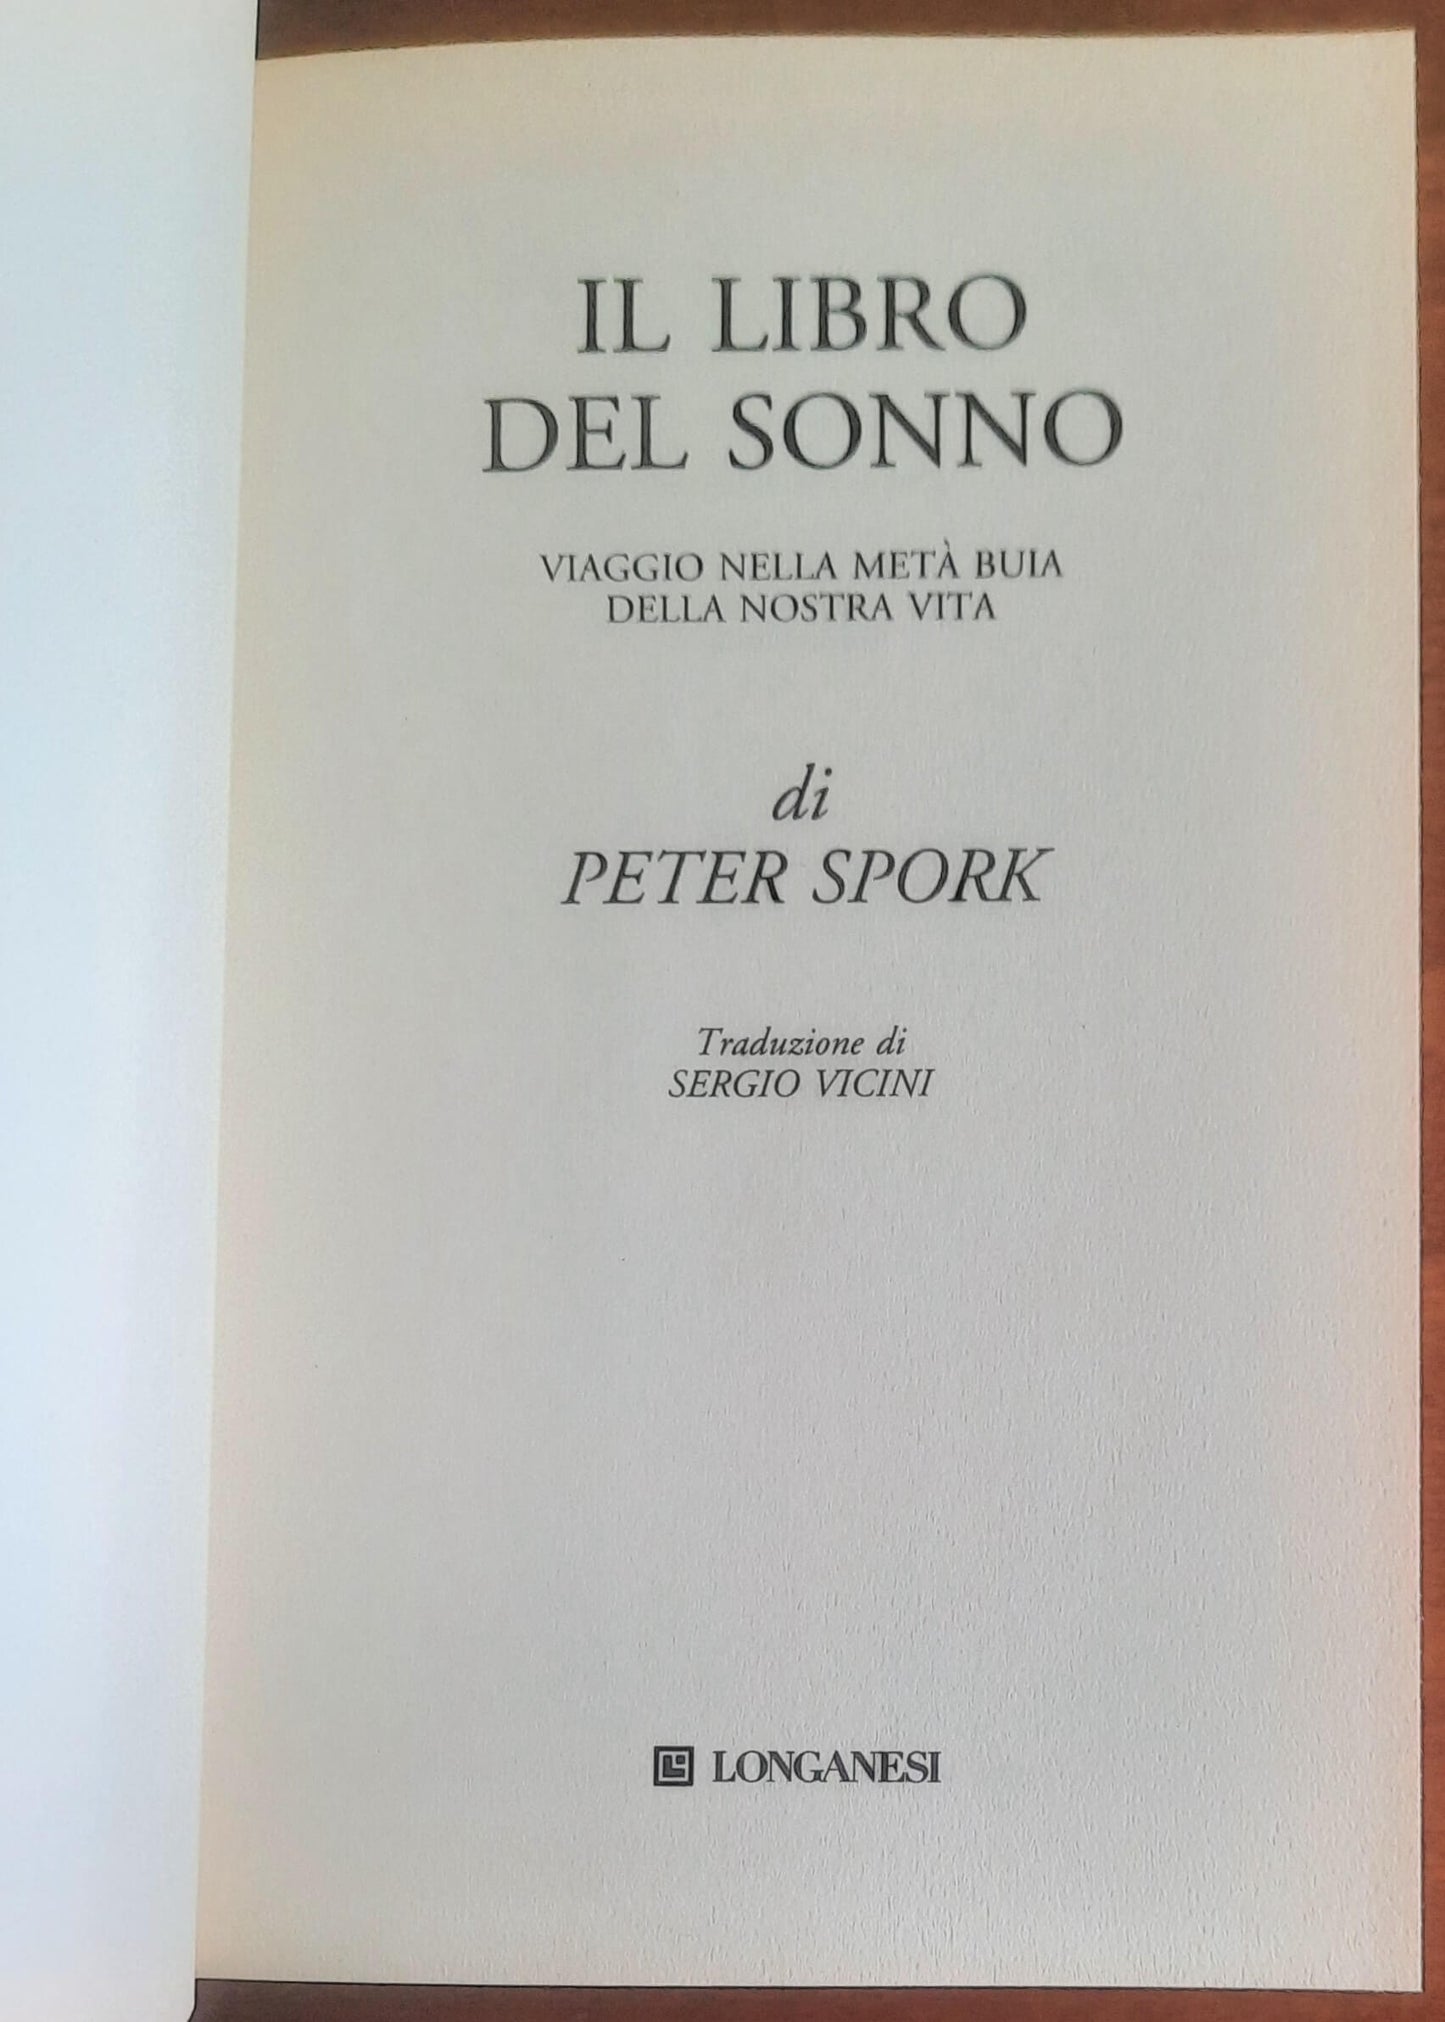 IL LIBRO
DEL SONNO
VIAGGIO NELLA METÀ BUIA
DELLA NOSTRA VITA
di
PETER SPORK
Traduzione di
SERGIO VICINI
LONGANESI